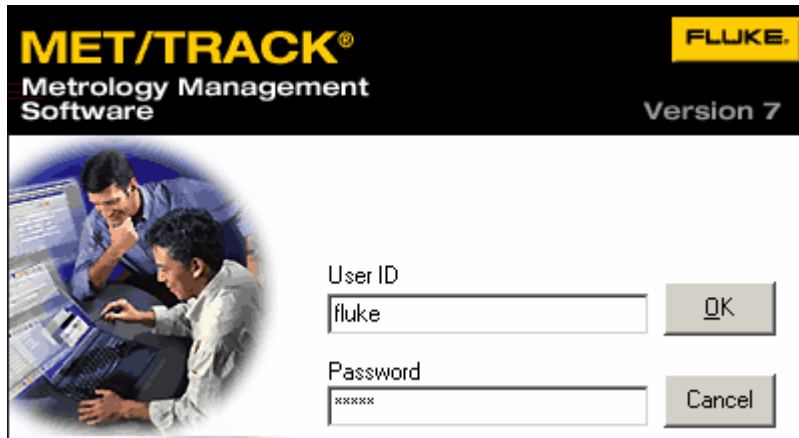 MET/TRACK®
FLUKE®
Metrology Management
Software
Version 7
User ID
fluke
OK
Password
×××××
Cancel